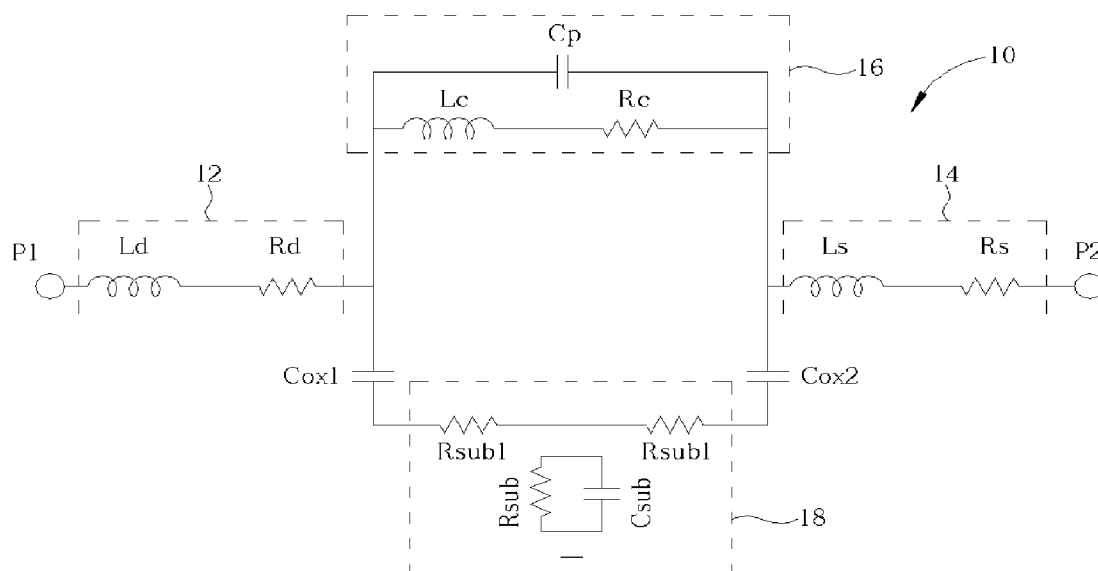 Cp
16
10
Lc
Rc
12
14
P1
Ld
Rd
Ls
Rs
P2
Cox1
Cox2
Rsub1
Rsub1
Rsub
Csub
18